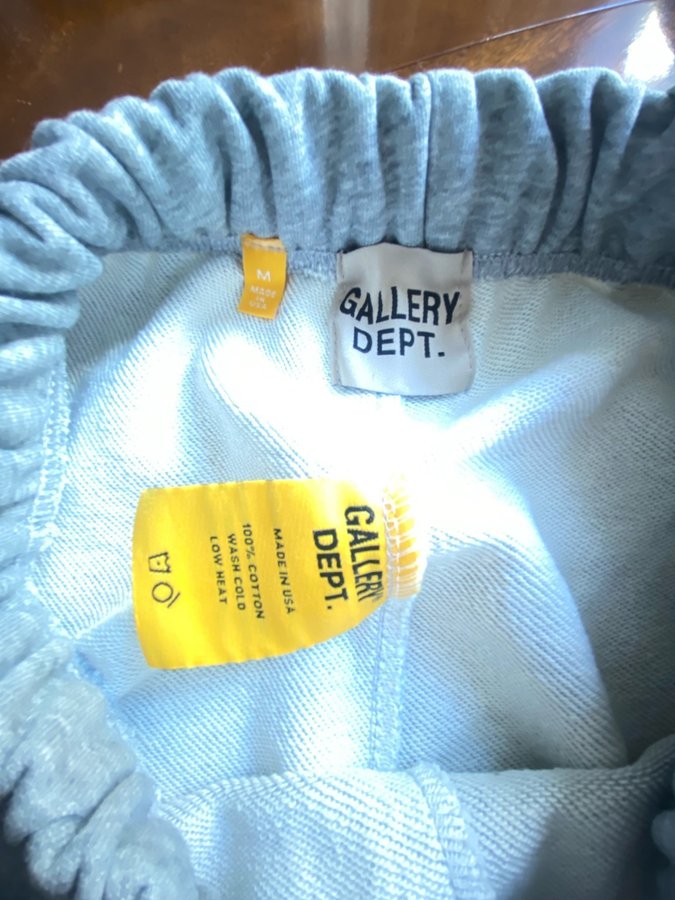 M
MADE
IN
USA
GALLERY
DEPT.
GALLERY
DEPT.
MADE IN USA
100% COTTON
WASH COLD
LOW HEAT